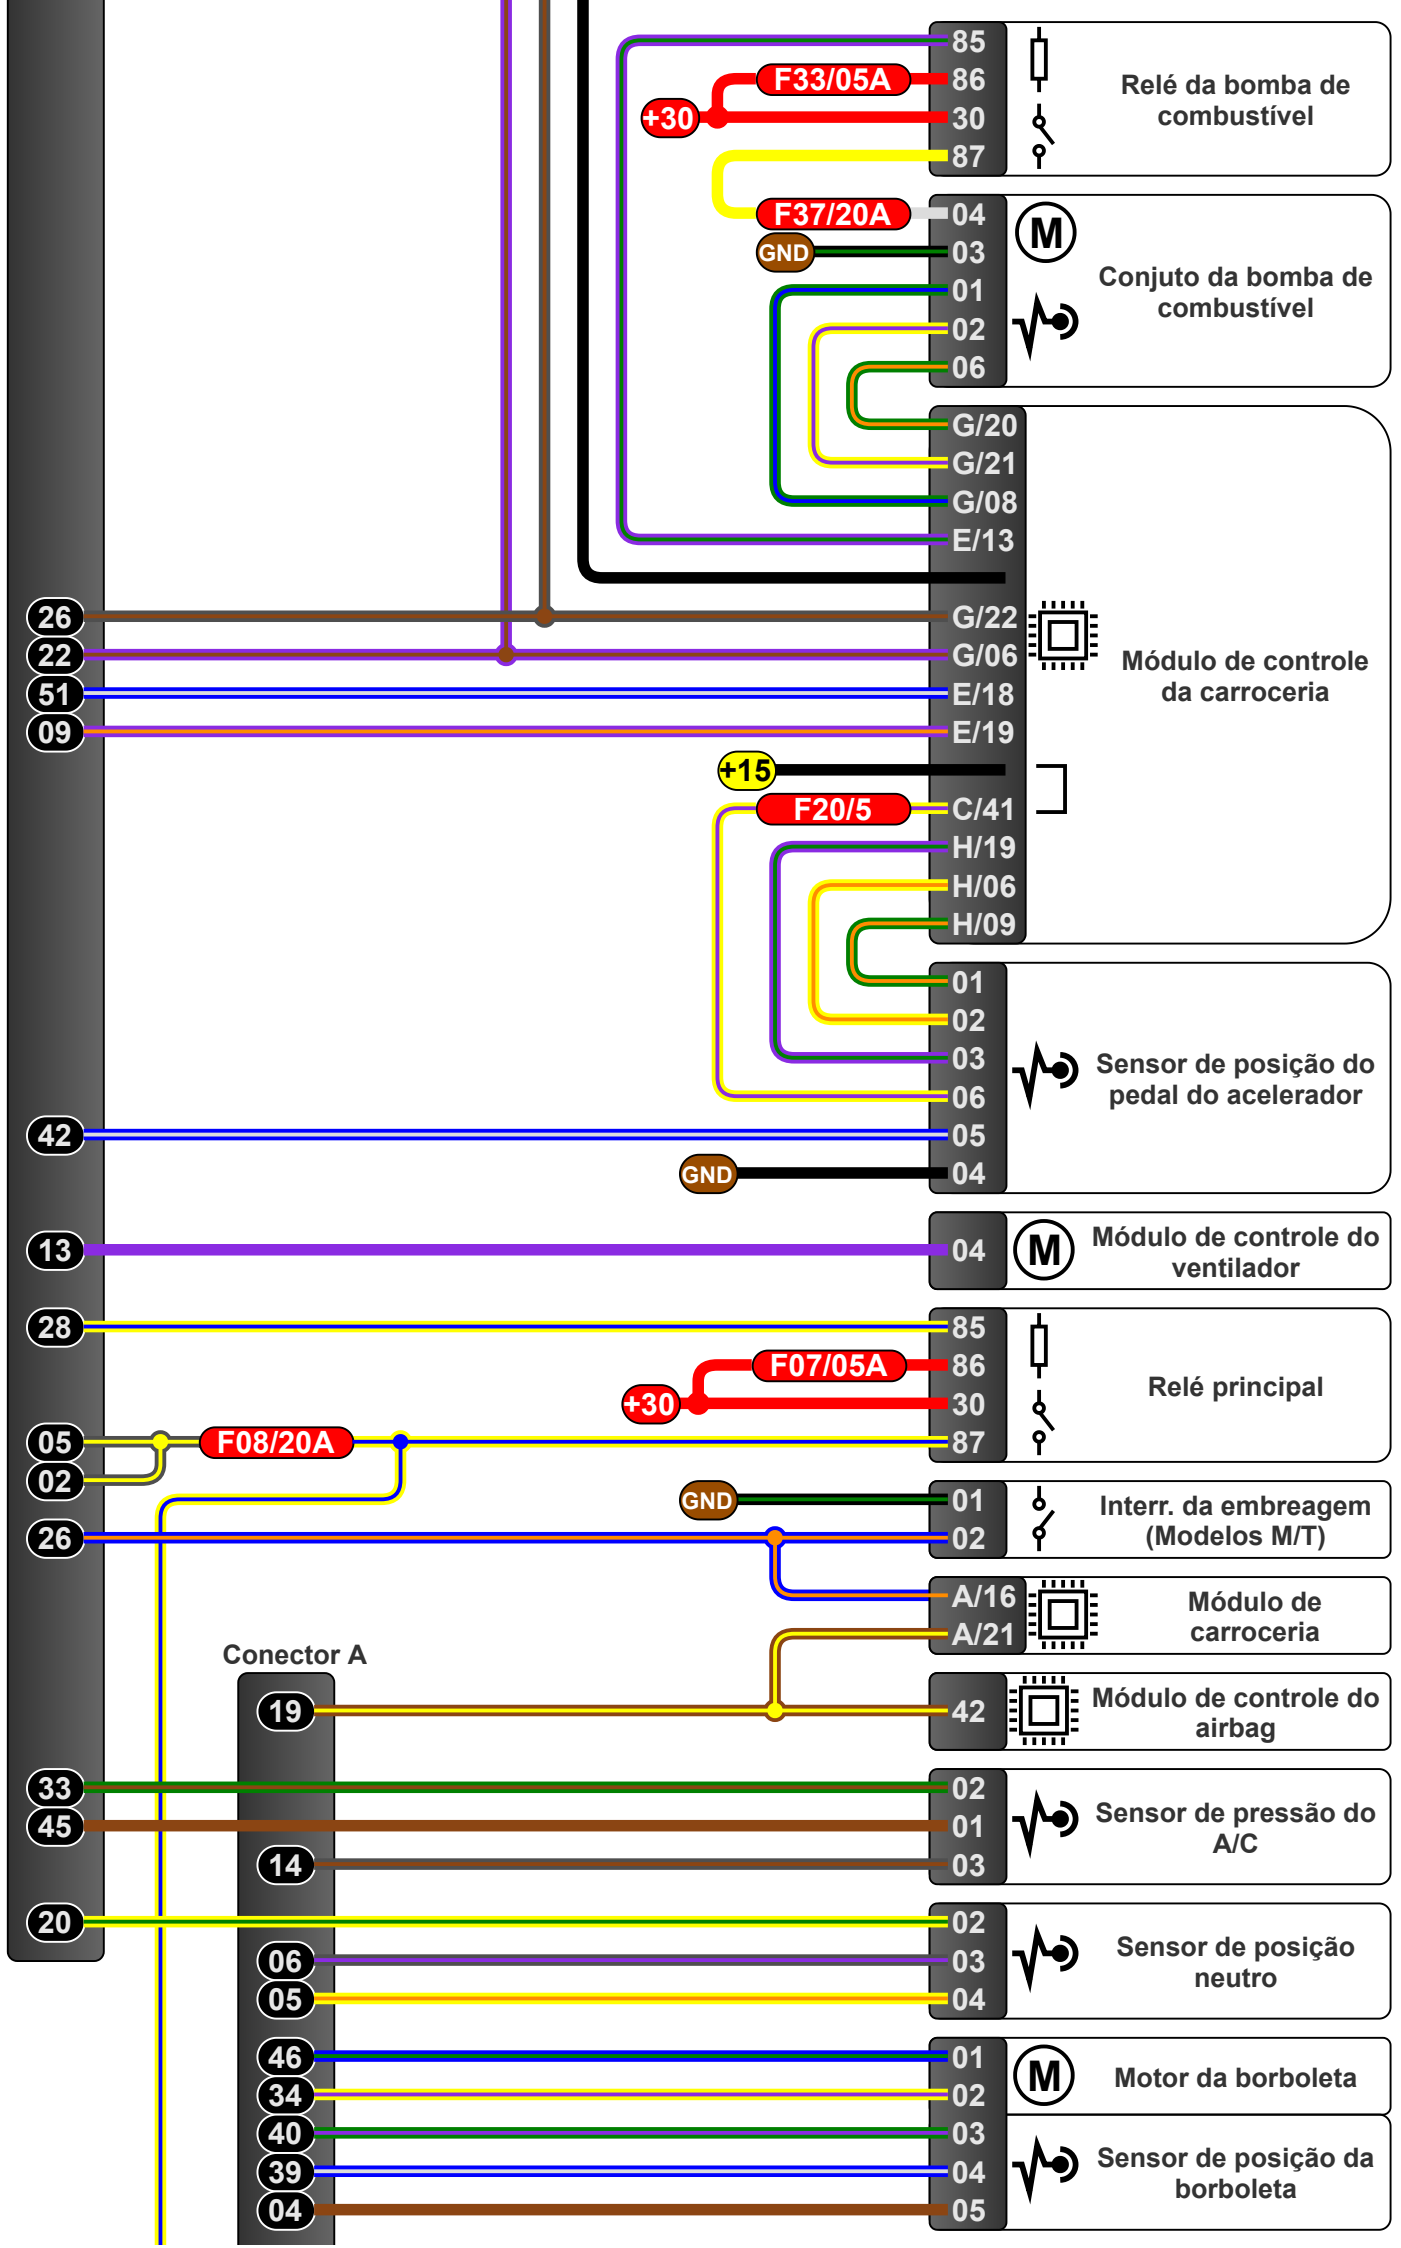 85
F33/05A 86
+30 30
87
Relé da bomba de
combustível
F37/20A 04
GND 03
01
02
06
Conjuto da bomba de
combustível
M
G/20
G/21
G/08
E/13
26 G/22
22 G/06
51 E/18
09 E/19
+15
F20/5 C/41
H/19
H/06
H/09
Módulo de controle
da carroceria
01
02
03
06
42 05
GND 04
Sensor de posição do
pedal do acelerador
13 04 M
Módulo de controle do
ventilador
28 85
F07/05A 86
+30 30
05 F08/20A 87
02
Relé principal
GND 01
26 02
Interr. da embreagem
(Modelos M/T)
A/16
A/21
Módulo de
carroceria
Conector A
19 42
Módulo de controle do
airbag
33 02
45 01
14 03
Sensor de pressão do
A/C
20 02
06 03
05 04
Sensor de posição
neutro
46 01
34 02
M
Motor da borboleta
40 03
39 04
04 05
Sensor de posição da
borboleta